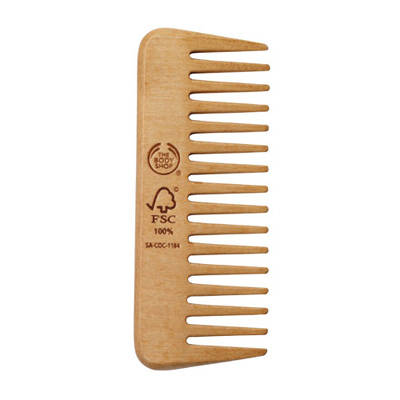 THE
BODY
SHOP
®
©
FSC
100%
SA-COC-1184